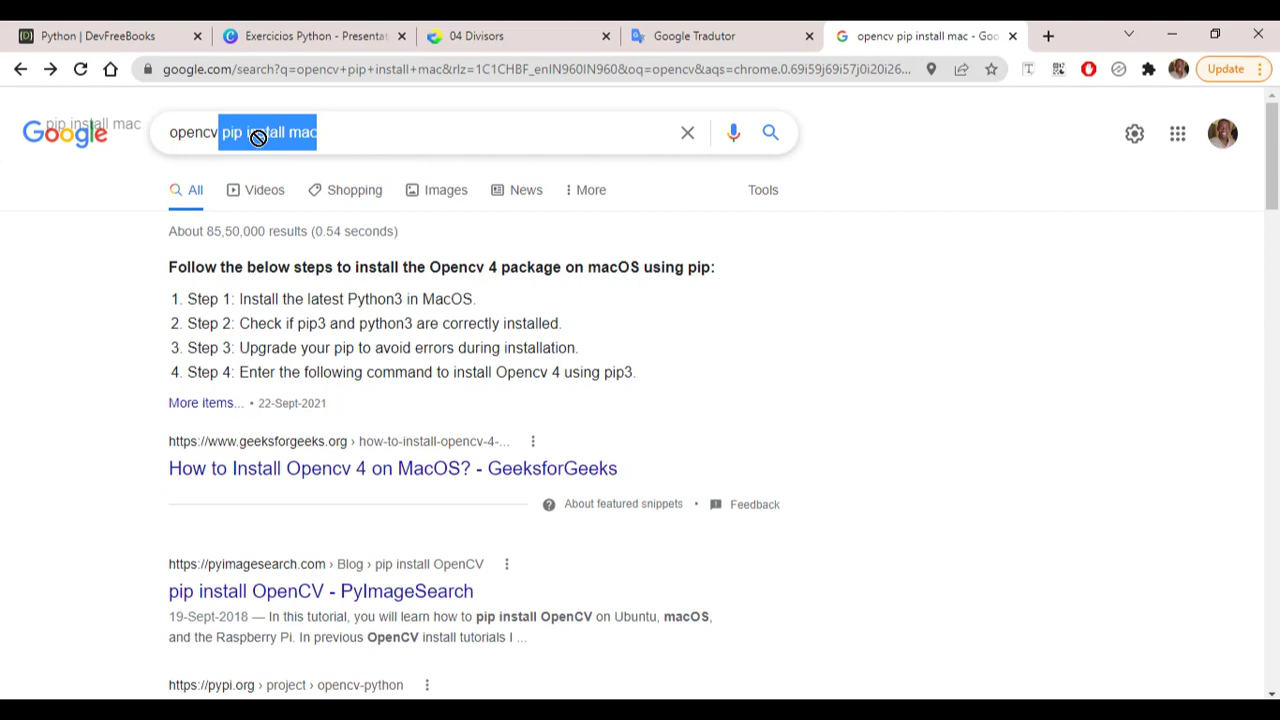 Python | DevFreeBooks
Exercicios Python - Presentat
04 Divisors
Google Tradutor
opencv pip install mac - Goo
google.com/search?q=opencv+pip+install+mac&rlz=1C1CHBF_enIN960IN960&oq=opencv&aqs=chrome.0.69i59j69i57j0i20i26...
Update
pip install mac
Google
opencv pip install mac
All
Videos
Shopping
Images
News
More
Tools
About 85,50,000 results (0.54 seconds)
Follow the below steps to install the Opencv 4 package on macOS using pip:
1. Step 1: Install the latest Python3 in MacOS.
2. Step 2: Check if pip3 and python3 are correctly installed.
3. Step 3: Upgrade your pip to avoid errors during installation.
4. Step 4: Enter the following command to install Opencv 4 using pip3.
More items... • 22-Sept-2021
https://www.geeksforgeeks.org › how-to-install-opencv-4-...
How to Install Opencv 4 on MacOS? - GeeksforGeeks
About featured snippets • Feedback
https://pyimagesearch.com › Blog › pip install OpenCV
pip install OpenCV - PyImageSearch
19-Sept-2018 — In this tutorial, you will learn how to pip install OpenCV on Ubuntu, macOS,
and the Raspberry Pi. In previous OpenCV install tutorials I ...
https://pypi.org › project › opencv-python